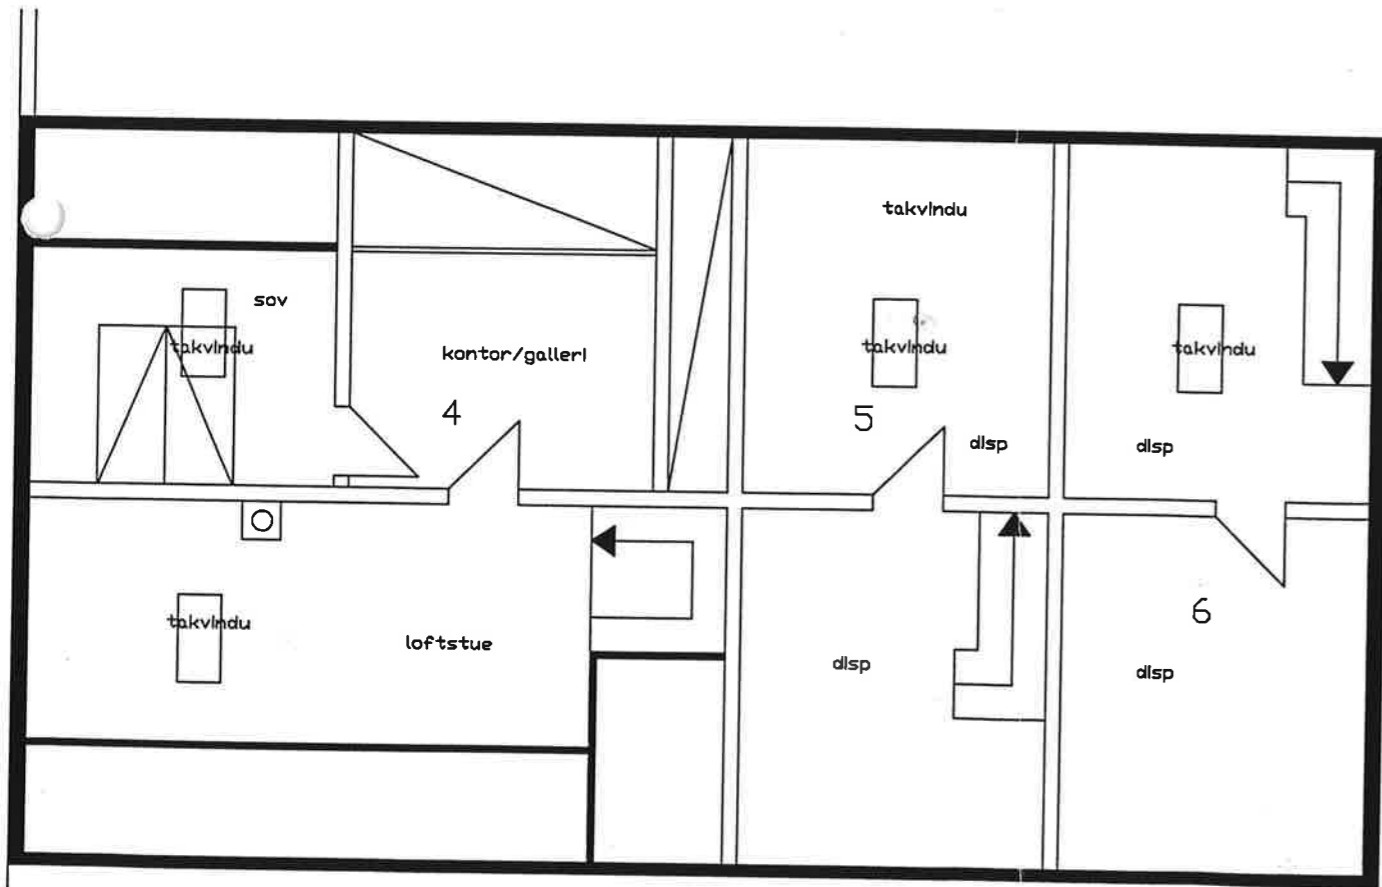 takvindu
sov
takvindu
kontor/galleri
takvindu
takvindu
4
5
disp
disp
takvindu
loftstue
6
disp
disp